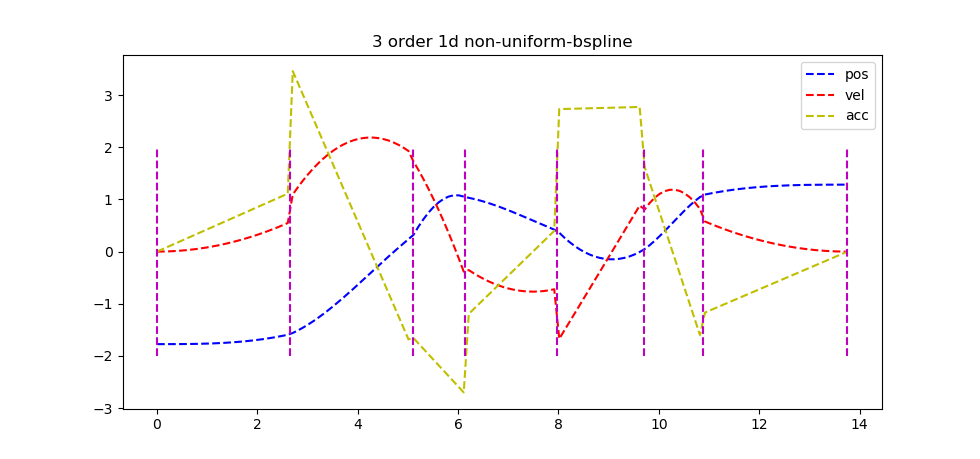 3 order 1d non-uniform-bspline
pos
vel
acc
3
2
1
0
−1
−2
−3
0 2 4 6 8 10 12 14